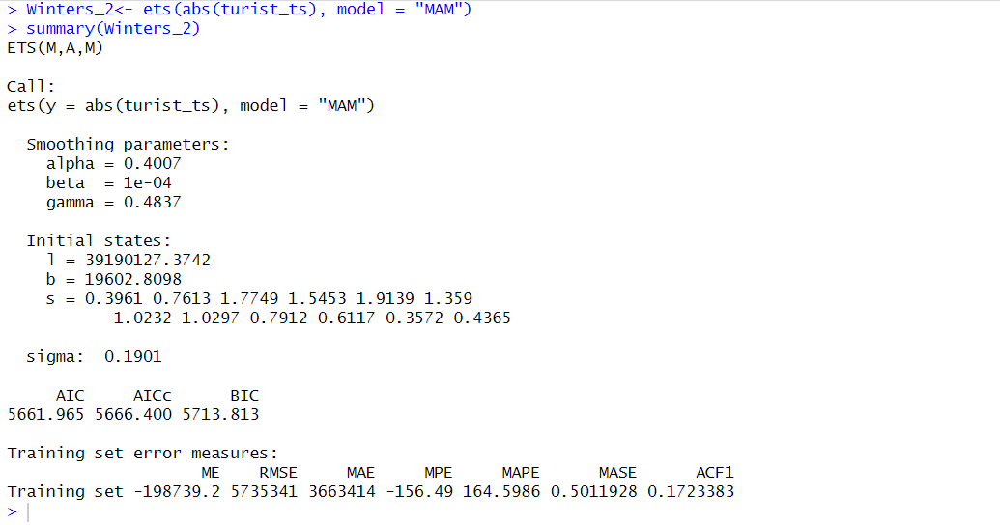 > Winters_2<- ets(abs(turist_ts), model = "MAM")
> summary(Winters_2)
ETS(M,A,M)
Call:
ets(y = abs(turist_ts), model = "MAM")
Smoothing parameters:
alpha = 0.4007
beta  = 1e-04
gamma = 0.4837
Initial states:
l = 39190127.3742
b = 19602.8098
s = 0.3961 0.7613 1.7749 1.5453 1.9139 1.359
1.0232 1.0297 0.7912 0.6117 0.3572 0.4365
sigma:  0.1901
AIC     AICc      BIC
5661.965 5666.400 5713.813
Training set error measures:
ME    RMSE     MAE     MPE     MAPE      MASE      ACF1
Training set -198739.2 5735341 3663414 -156.49 164.5986 0.5011928 0.1723383
>